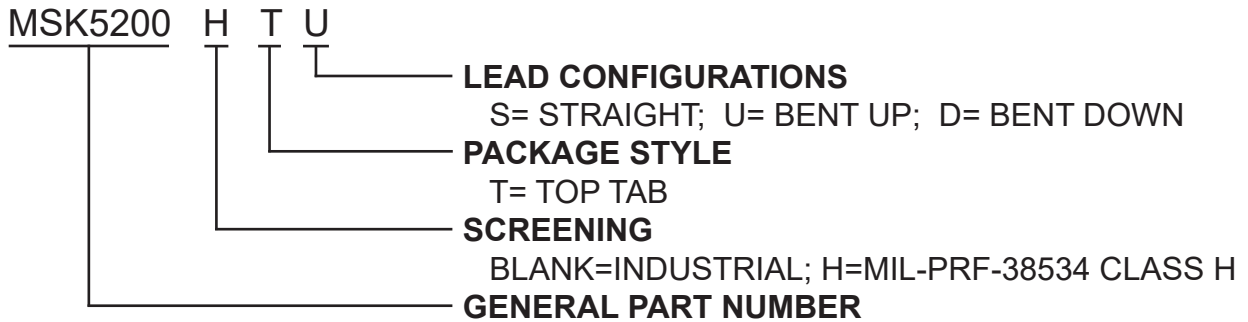 MSK5200 H T U
LEAD CONFIGURATIONS
S= STRAIGHT; U= BENT UP; D= BENT DOWN
PACKAGE STYLE
T= TOP TAB
SCREENING
BLANK=INDUSTRIAL; H=MIL-PRF-38534 CLASS H
GENERAL PART NUMBER